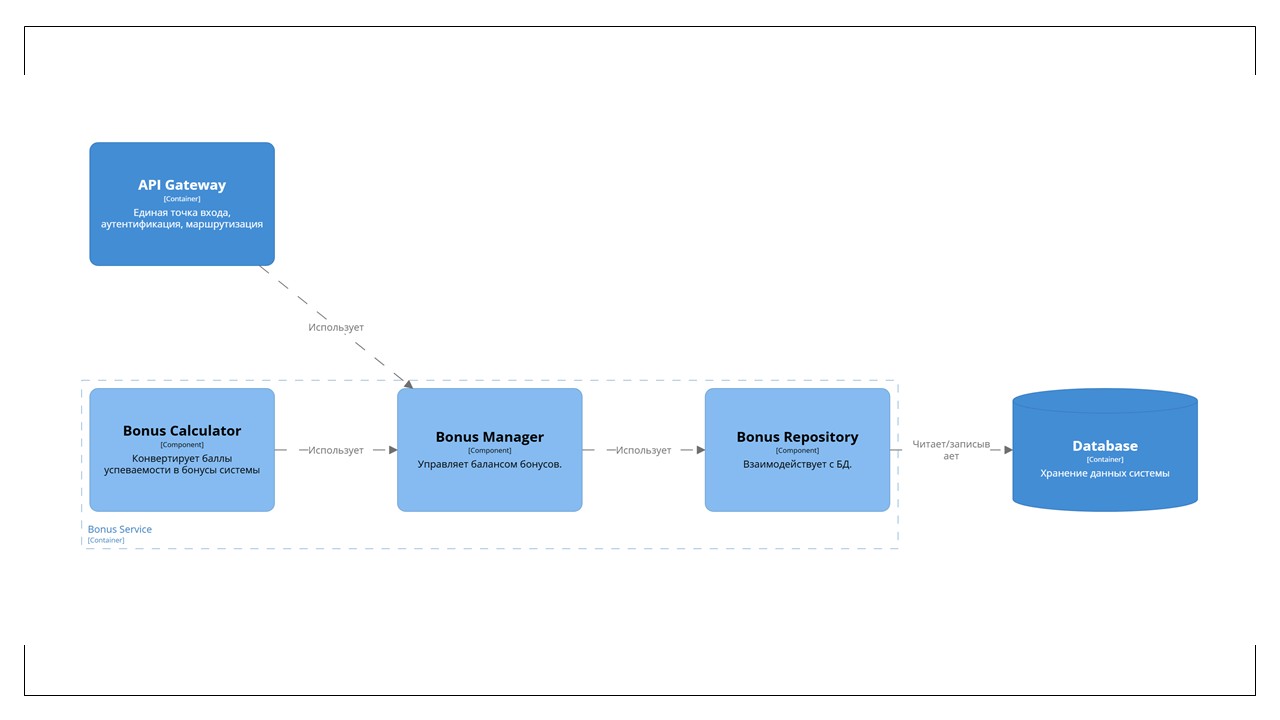 API Gateway
[Container]
Единая точка входа,
аутентификация, маршрутизация
Использует
Bonus Calculator
[Component]
Конвертирует баллы
успеваемости в бонусы системы
Использует
Bonus Manager
[Component]
Управляет балансом бонусов.
Использует
Bonus Repository
[Component]
Взаимодействует с БД.
Читает/записыв
ает
Database
[Container]
Хранение данных системы
Bonus Service
[Container]